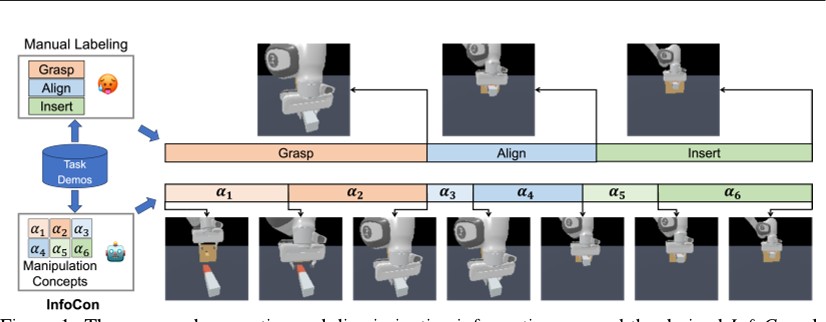 Manual Labeling
Grasp
Align
Insert
Task
Demos
Grasp Align Insert
α1 α2 α3 α4 α5 α6
α1 α2 α3
α4 α5 α6
Manipulation
Concepts
InfoCon